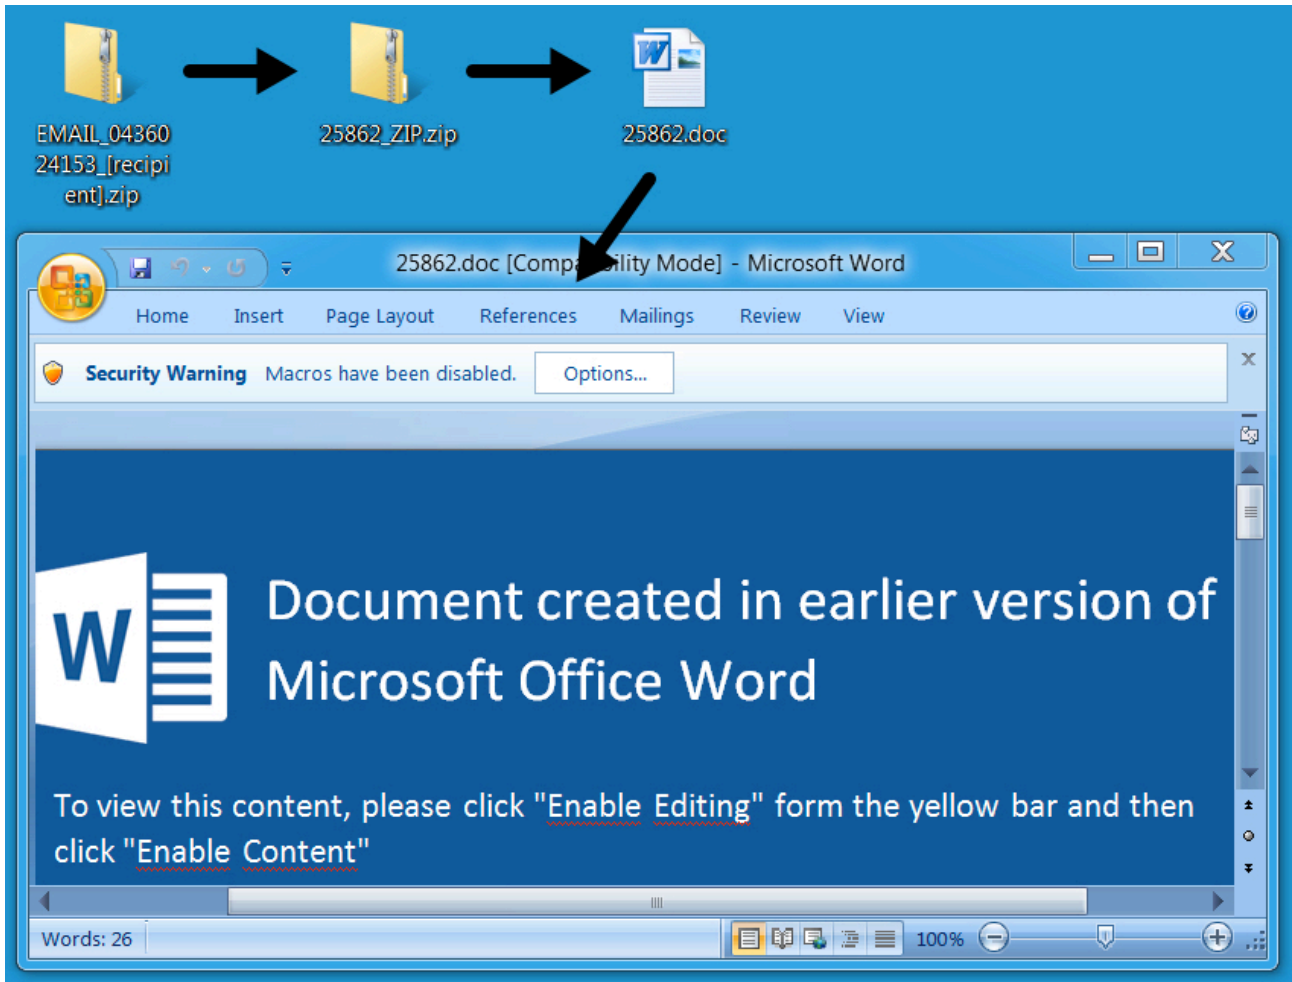 EMAIL_04360
24153_[recipi
ent].zip
25862_ZIP.zip
25862.doc
25862.doc [Compa bility Mode] - Microsoft Word
Home Insert Page Layout References Mailings Review View
Security Warning Macros have been disabled. Options...
W
Document created in earlier version of
Microsoft Office Word
To view this content, please click "Enable Editing" form the yellow bar and then
click "Enable Content"
Words: 26 100%